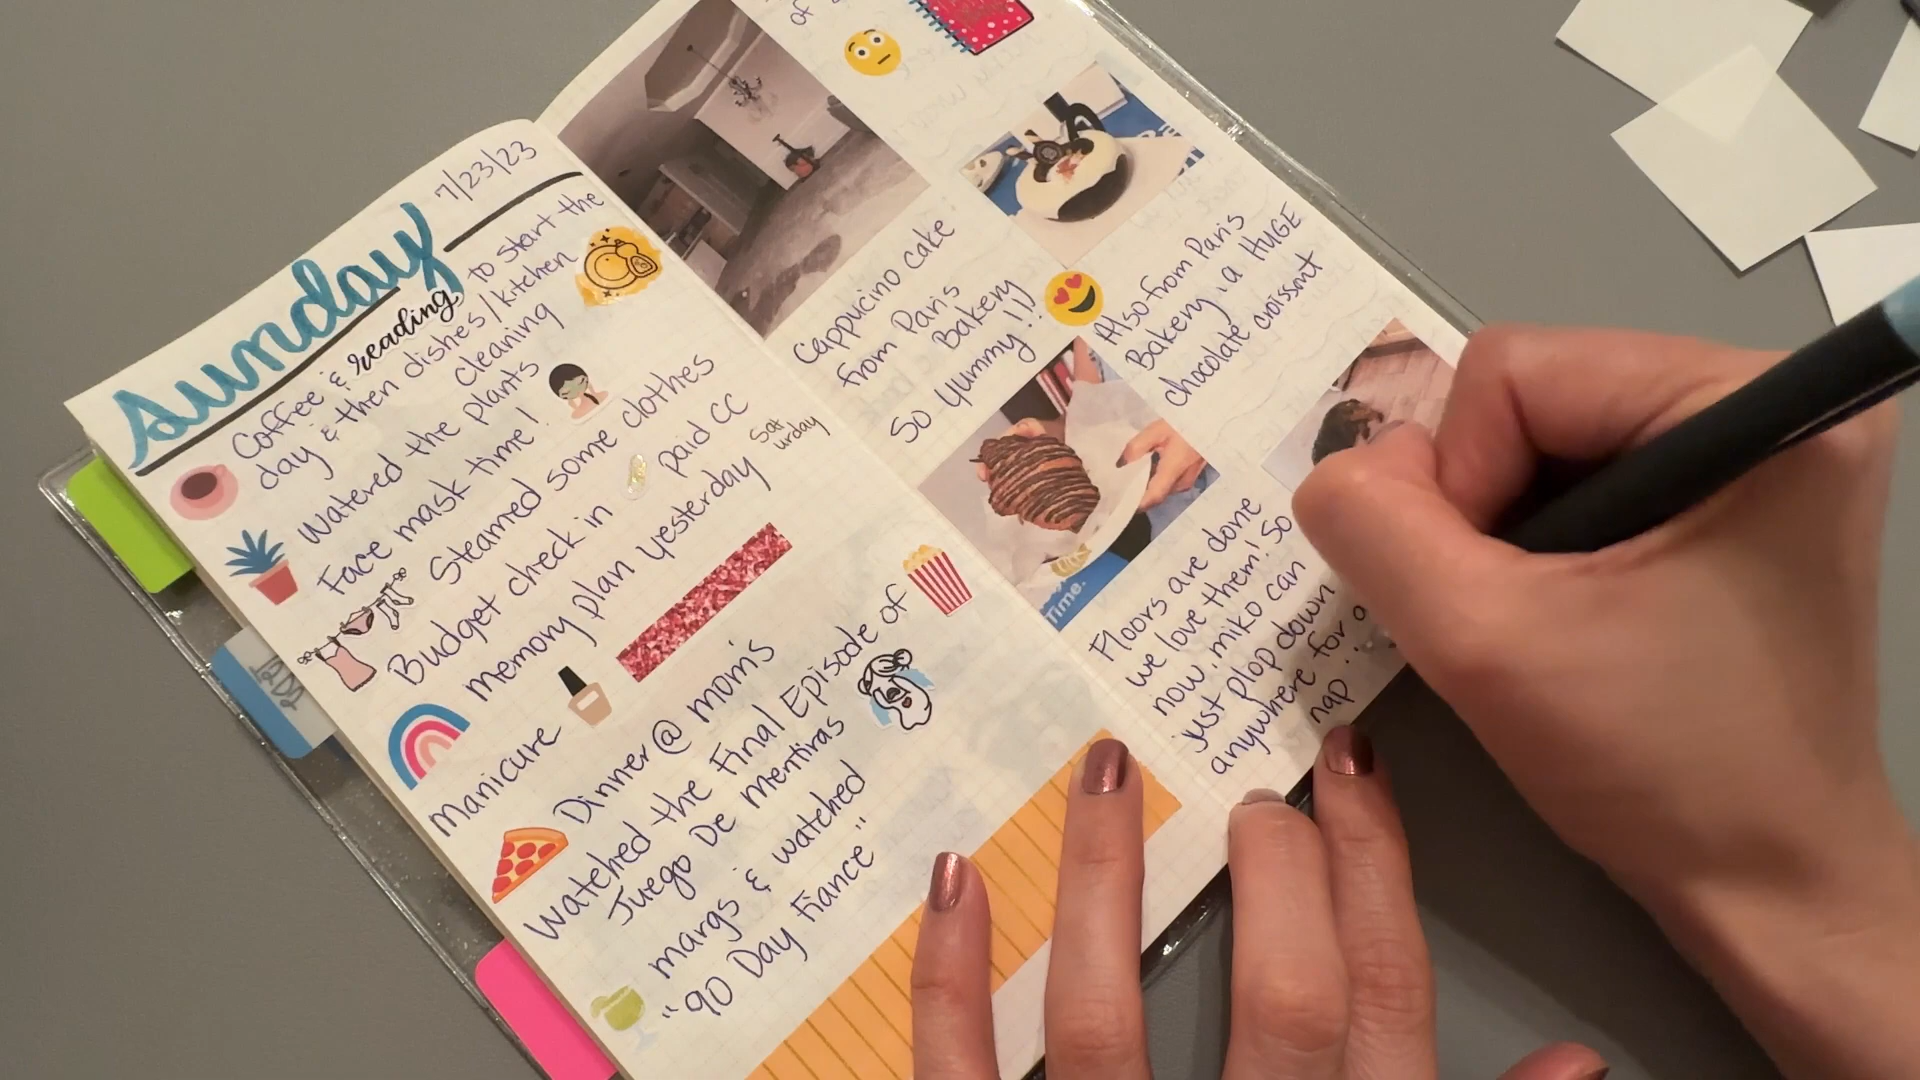 7/23/23
sunday
Coffee & reading to start the
day & then dishes/kitchen
cleaning
Watered the plants
Face mask time!
Steamed some clothes
Budget check in paid CC
memory plan yesterday
Sat
urday
manicure
Dinner @ mom's
Watched the Final Episode of
Juego De mentiras
margs & watched
"90 Day Fiance"
of
Cappucino cake
from Paris
Bakery
So yummy!!
Also from Paris
Bakery, a HUGE
chocolate croissant
Time.
Floors are done
we love them! So
now, miko can
just plop down
anywhere for a
nap!